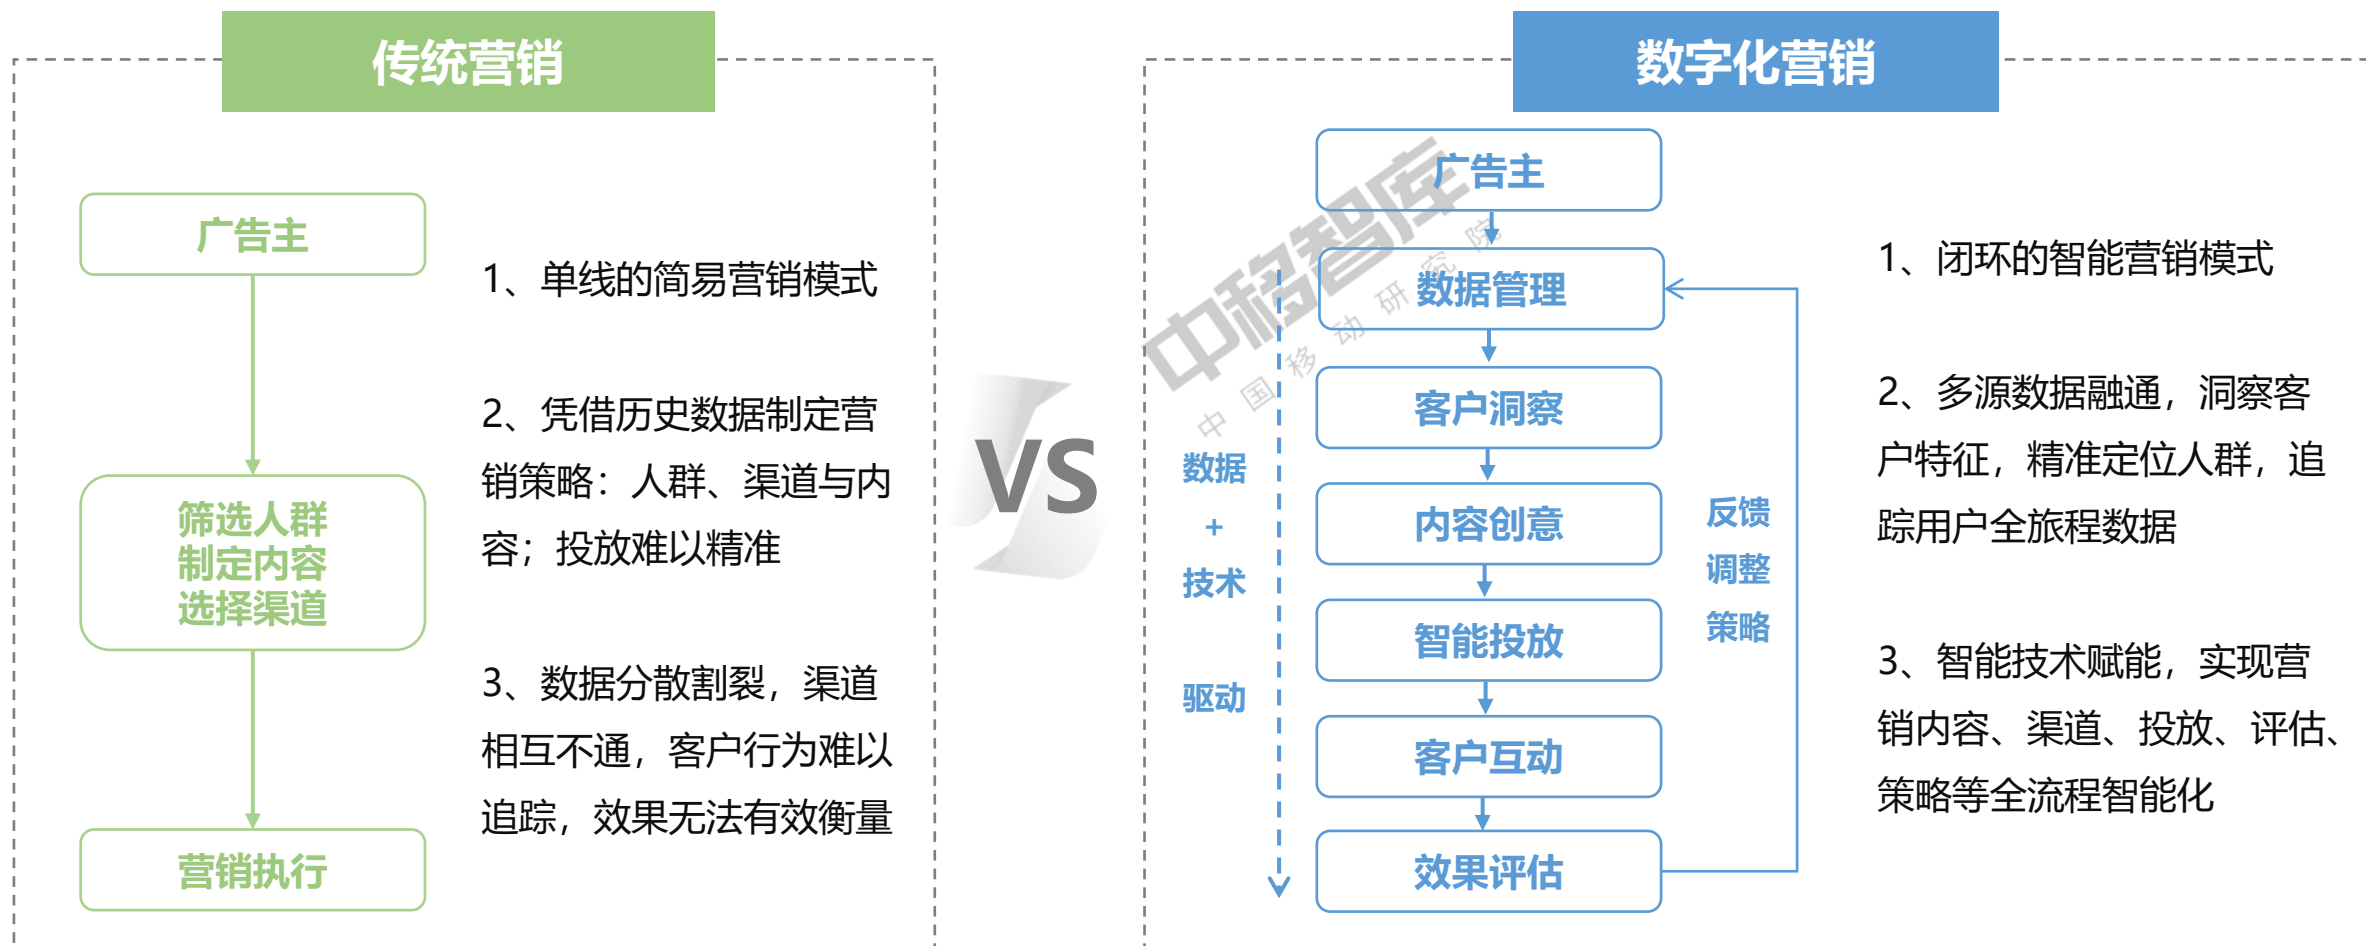 传统营销
广告主
筛选人群
制定内容
选择渠道
营销执行
1、单线的简易营销模式
2、凭借历史数据制定营
销策略：人群、渠道与内
容；投放难以精准
3、数据分散割裂，渠道
相互不通，客户行为难以
追踪，效果无法有效衡量
VS
数字化营销
数据
+
技术
驱动
广告主
数据管理
客户洞察
内容创意
智能投放
客户互动
效果评估
反馈
调整
策略
1、闭环的智能营销模式
2、多源数据融通，洞察客
户特征，精准定位人群，追
踪用户全旅程数据
3、智能技术赋能，实现营
销内容、渠道、投放、评估、
策略等全流程智能化
中移智库
中国移动研究院